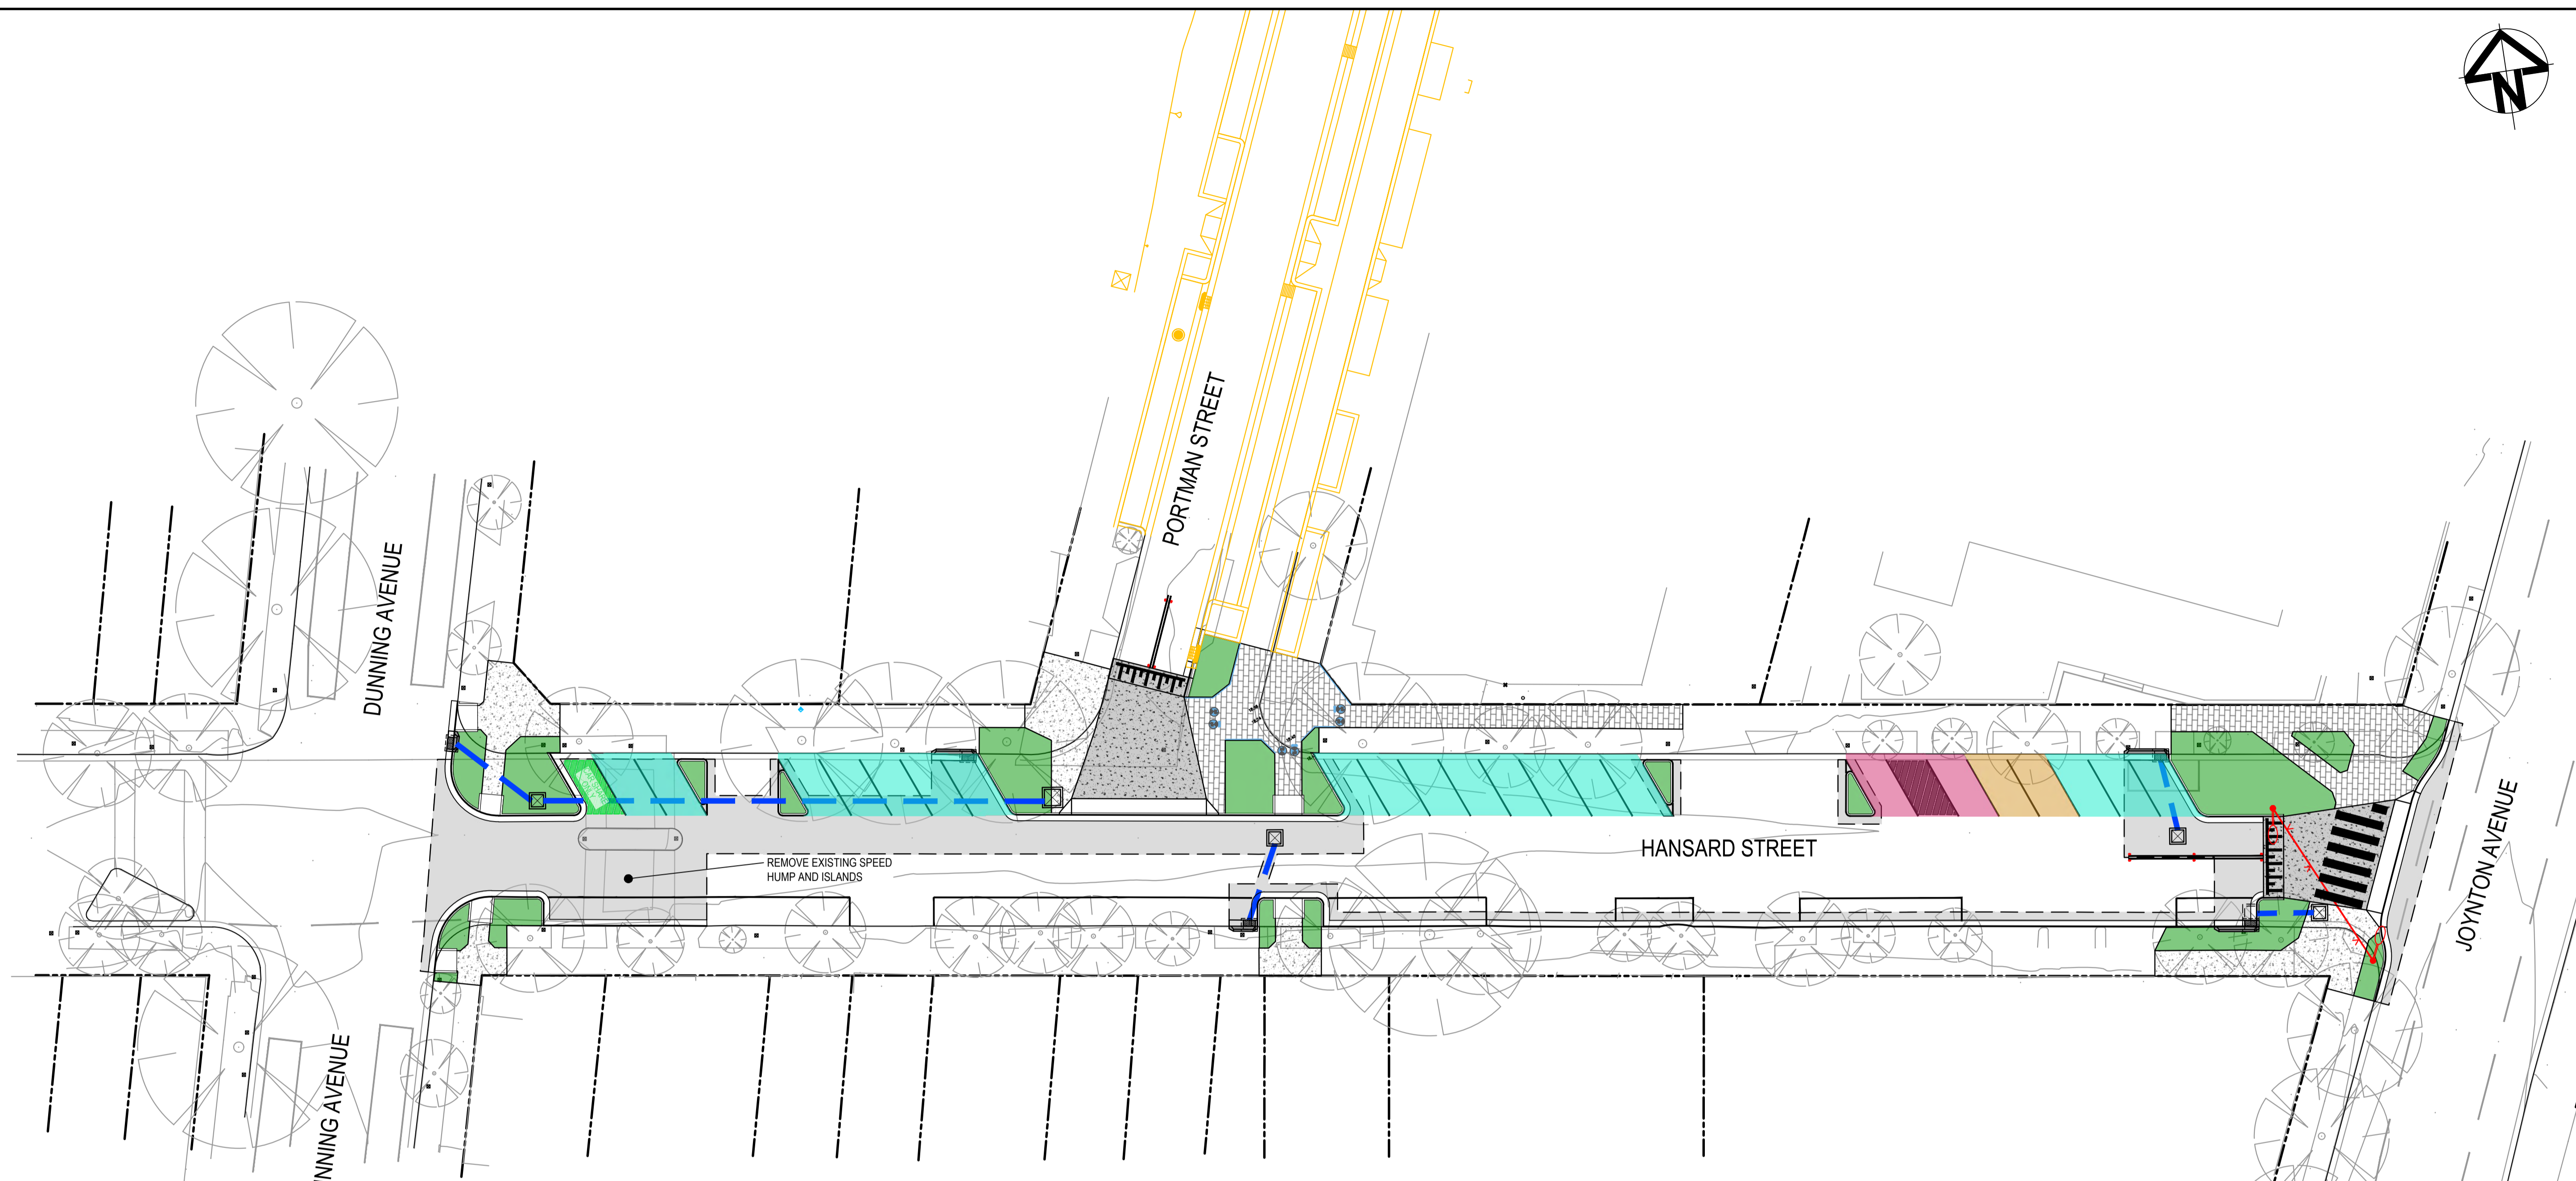 N
PORTMAN STREET
DUNNING AVENUE
HANSARD STREET
REMOVE EXISTING SPEED
HUMP AND ISLANDS
JOYNTON AVENUE
NNING AVENUE